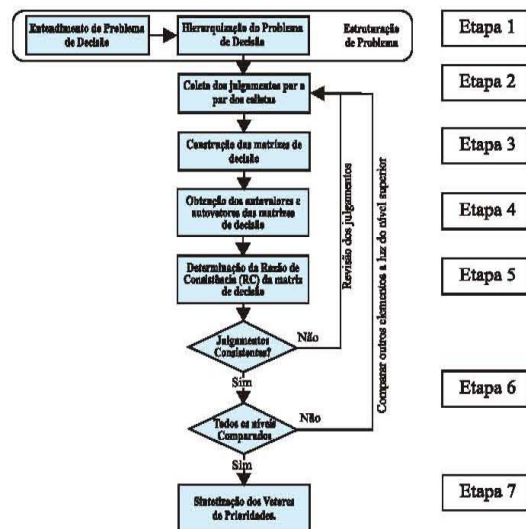 Entendimento do Problema
de Decisão
Hierarquização do Problema
de Decisão
Estruturação
de Problema
Etapa 1
Coleta dos julgamentos par a
par dos
Etapa 2
Construção das matrizes de
decisão
Etapa 3
Obtenção dos autovalores e
autovetores das matrizes
de decisão
Etapa 4
Determinação da Razão de
Consistência (RC) da matriz
de decisão
Etapa 5
Revisão dos julgamentos
Comparar outros elementos a luz do nível superior
Julgamentos
Consistentes?
Não
Sim
Todos os níveis
Comparados
Não
Etapa 6
Sim
Sintetização dos Vetores
de Prioridades.
Etapa 7